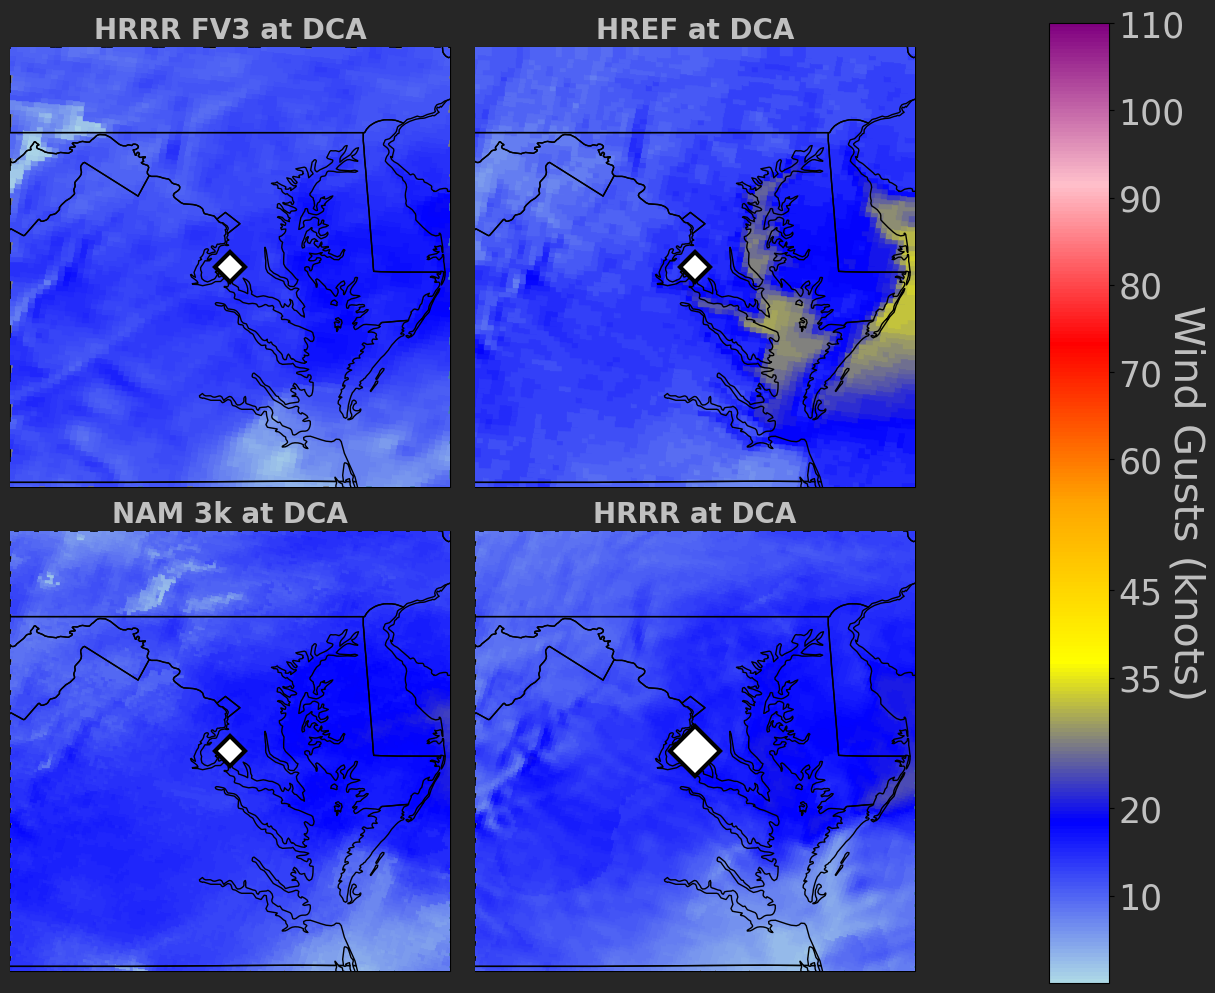 HRRR FV3 at DCA
HREF at DCA
NAM 3k at DCA
HRRR at DCA
110
100
90
80
70
60
45
35
20
10
Wind Gusts (knots)